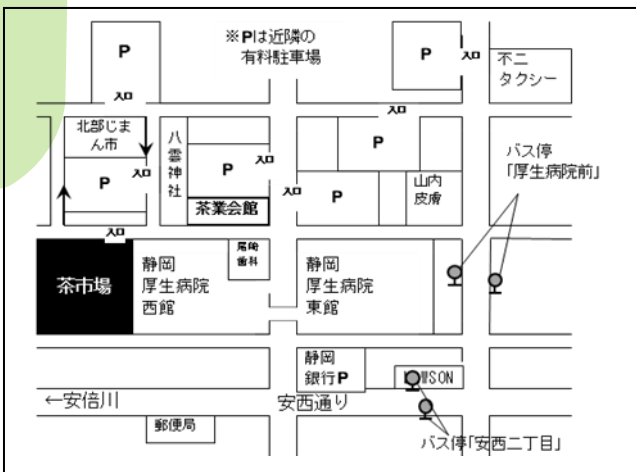 ※Pは近隣の
有料駐車場
P
P
入口
不二
タクシー
入口
入口
北部じま
ん市
八雲神社
P
入口
P
入口
P
バス停
「厚生病院前」
入口
P
山内
皮膚
茶業会館
入口
茶市場
静岡
厚生病院
西館
尾崎
歯科
静岡
厚生病院
東館
静岡
銀行P
LAWSON
←安倍川
安西通り
郵便局
バス停「安西二丁目」